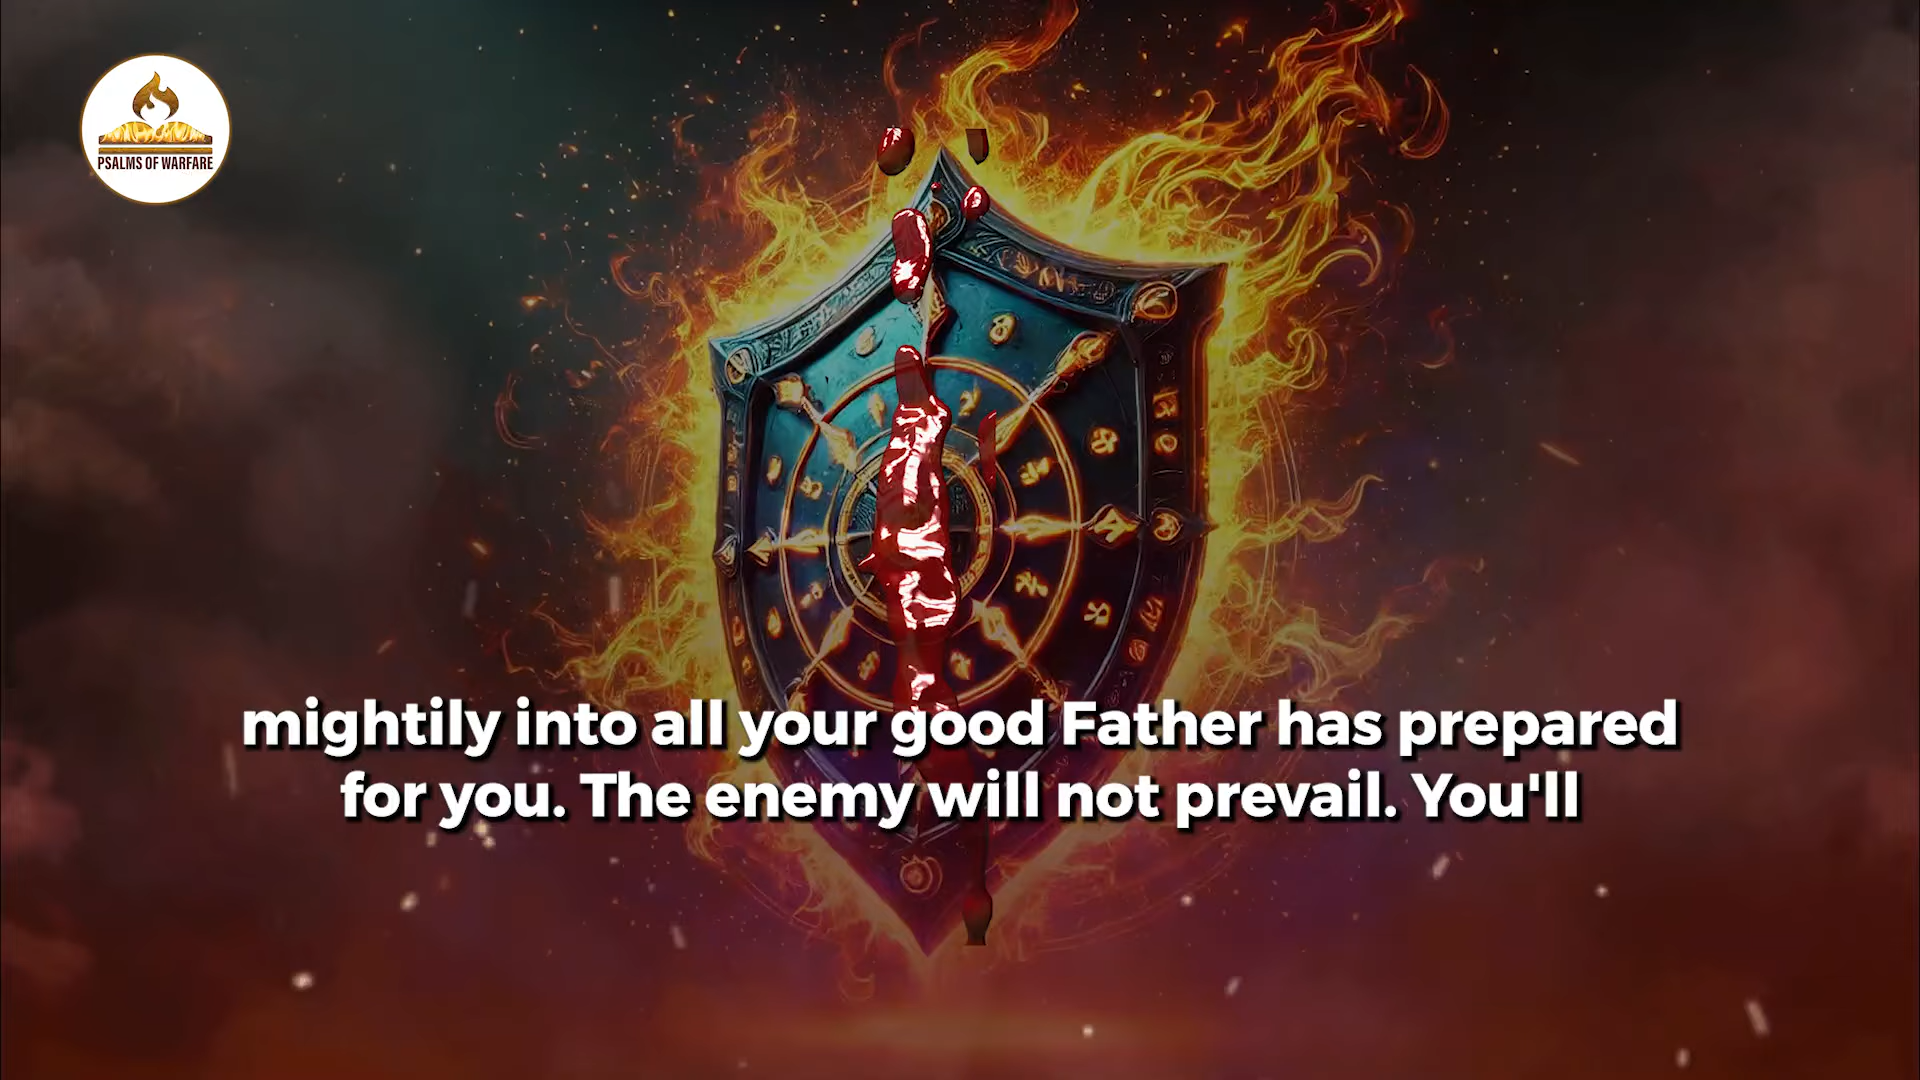 PSALMS OF WARFARE
mightily into all your good Father has prepared
for you. The enemy will not prevail. You'll